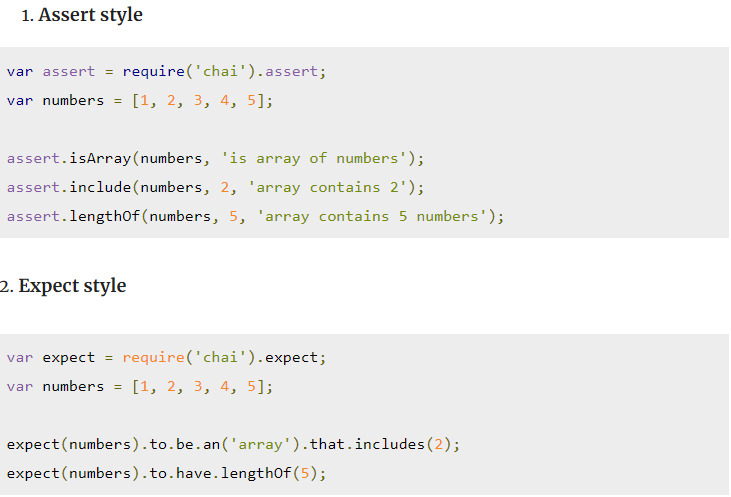 1. Assert style
var assert = require('chai').assert;
var numbers = [1, 2, 3, 4, 5];
assert.isArray(numbers, 'is array of numbers');
assert.include(numbers, 2, 'array contains 2');
assert.lengthOf(numbers, 5, 'array contains 5 numbers');
2. Expect style
var expect = require('chai').expect;
var numbers = [1, 2, 3, 4, 5];
expect(numbers).to.be.an('array').that.includes(2);
expect(numbers).to.have.lengthOf(5);